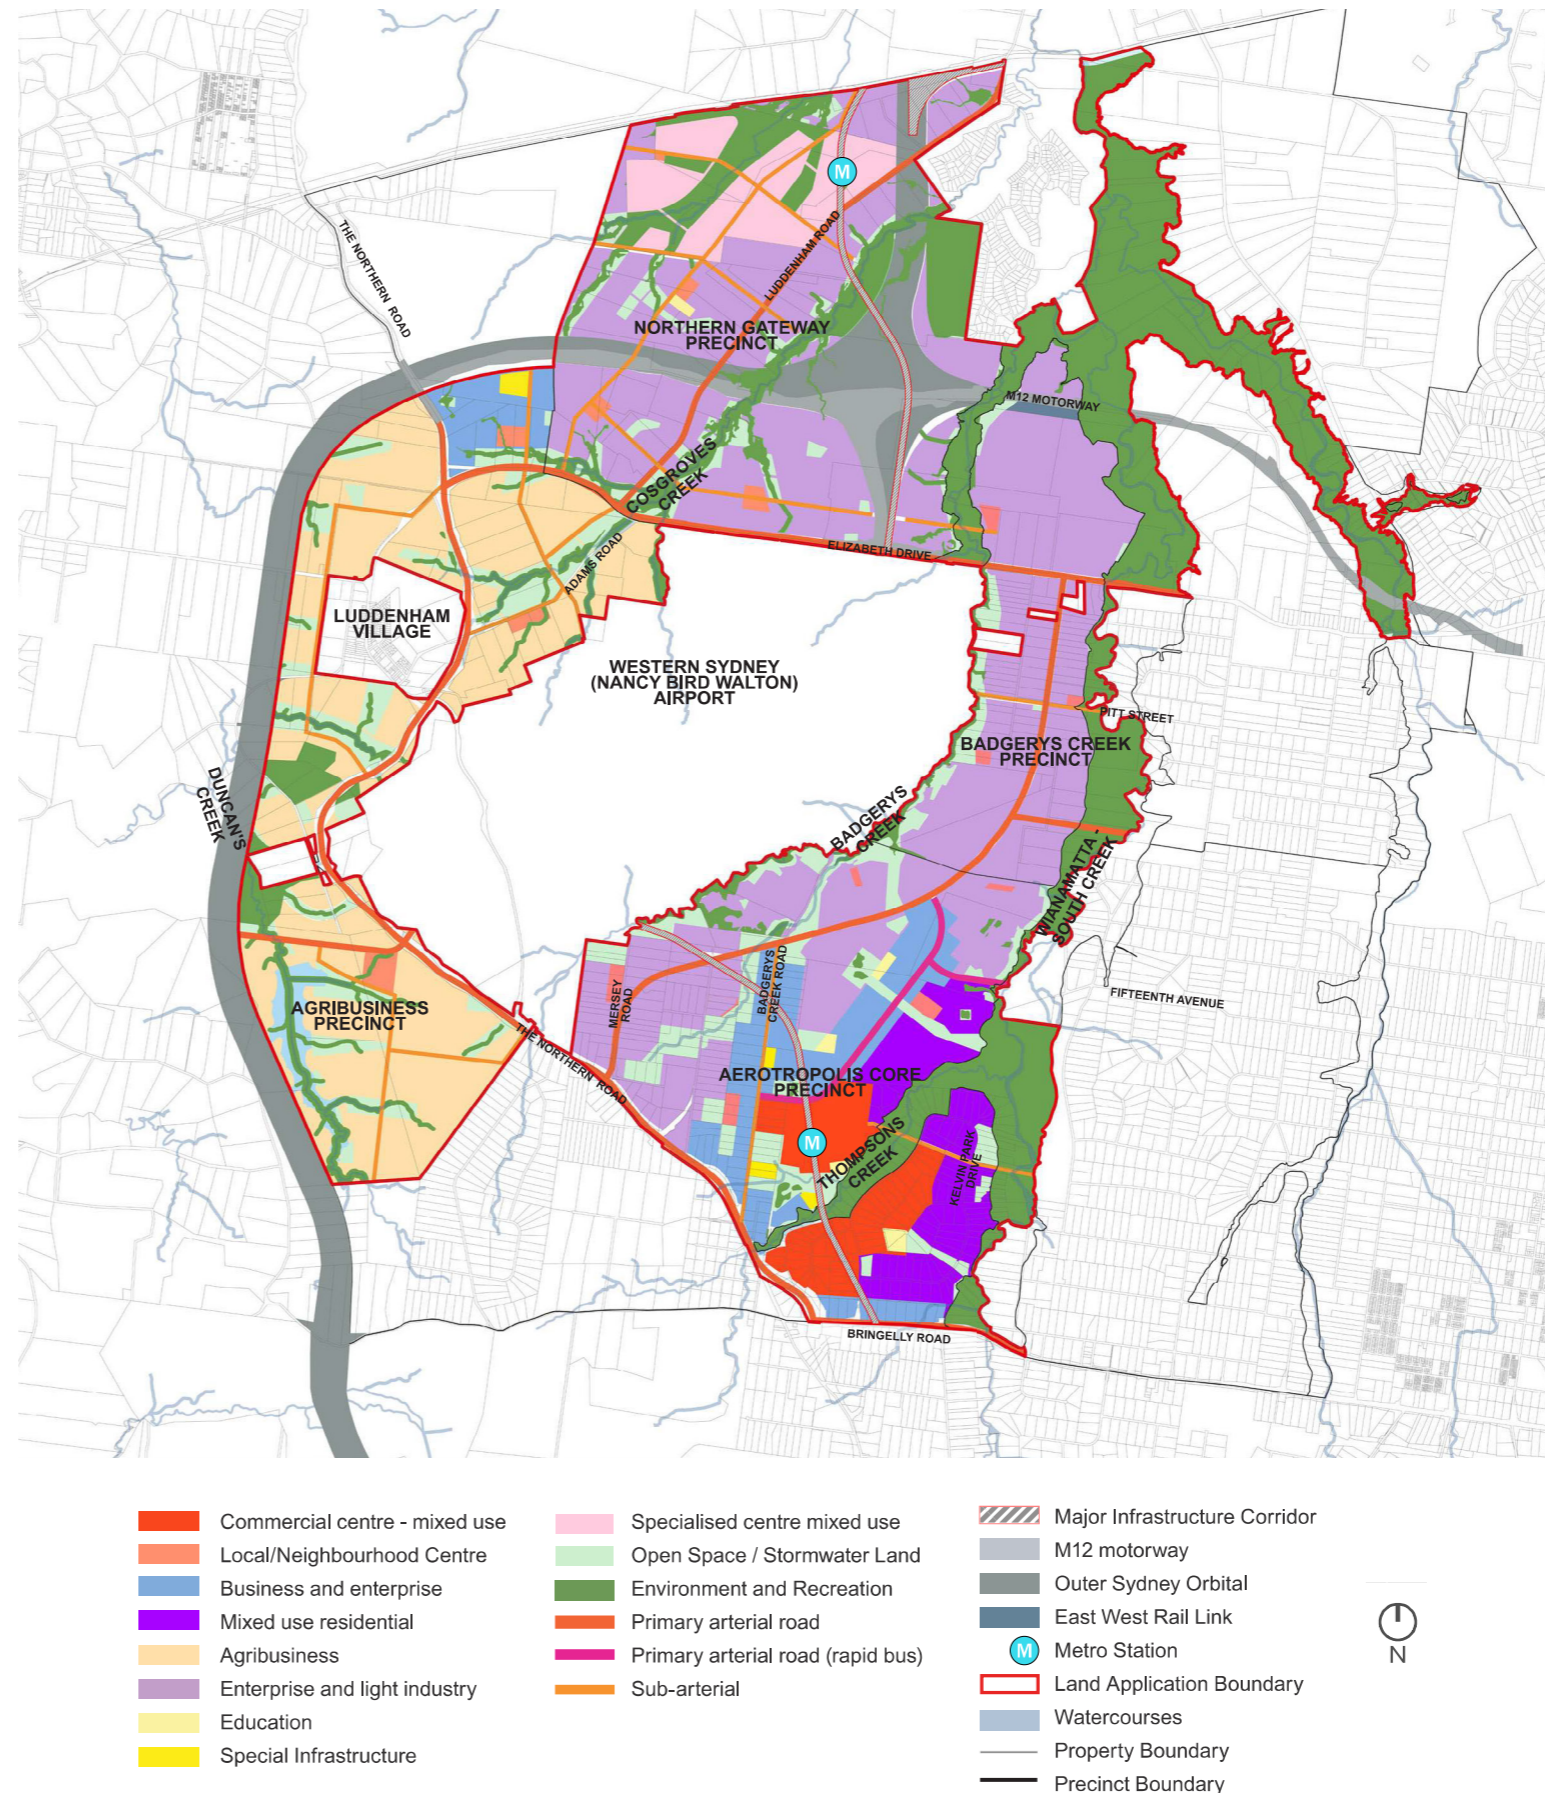 THE NORTHERN ROAD
M
LUDDENHAM ROAD
NORTHERN GATEWAY
PRECINCT
M12 MOTORWAY
COSGROVES
CREEK
ELIZABETH DRIVE
ADAMS ROAD
LUDDENHAM
VILLAGE
WESTERN SYDNEY
(NANCY BIRD WALTON)
AIRPORT
PITT STREET
BADGERYS CREEK
PRECINCT
DUNCAN'S
CREEK
BADGERYS
CREEK
WIANAMATTA -
SOUTH CREEK
MERSEY
ROAD
BADGERYS
CREEK ROAD
FIFTEENTH AVENUE
AGRIBUSINESS
PRECINCT
THE NORTHERN ROAD
AEROTROPOLIS CORE
PRECINCT
M
THOMPSONS
CREEK
KELVIN PARK
DRIVE
BRINGELLY ROAD
Commercial centre - mixed use
Local/Neighbourhood Centre
Business and enterprise
Mixed use residential
Agribusiness
Enterprise and light industry
Education
Special Infrastructure
Specialised centre mixed use
Open Space / Stormwater Land
Environment and Recreation
Primary arterial road
Primary arterial road (rapid bus)
Sub-arterial
Major Infrastructure Corridor
M12 motorway
Outer Sydney Orbital
East West Rail Link
M Metro Station
Land Application Boundary
Watercourses
Property Boundary
Precinct Boundary
N